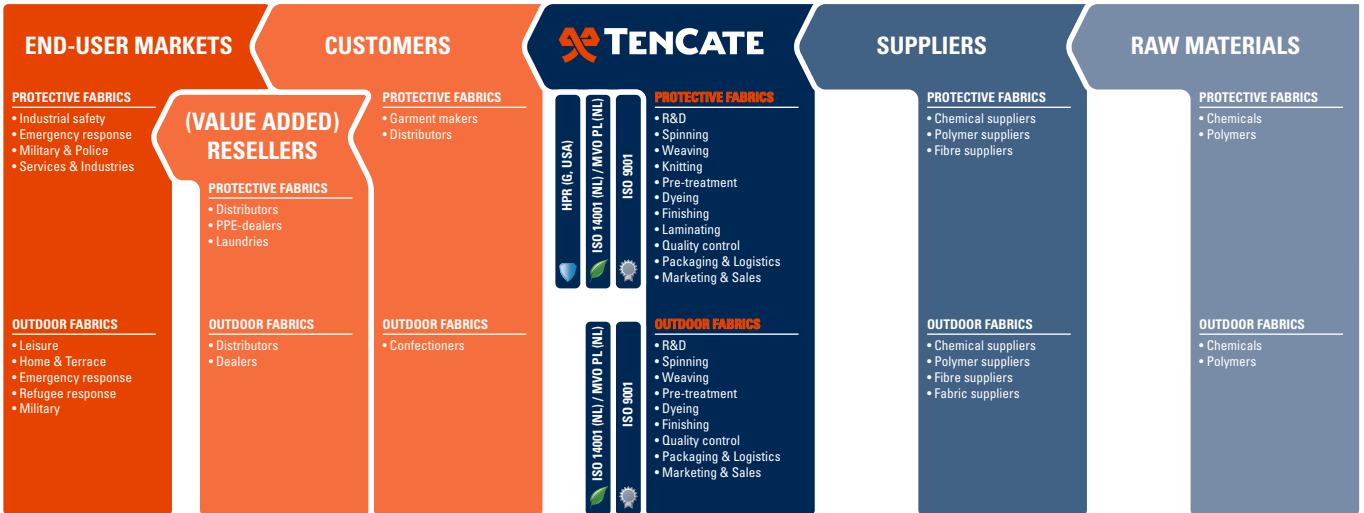 END-USER MARKETS
CUSTOMERS
TENCATE
SUPPLIERS
RAW MATERIALS
PROTECTIVE FABRICS
• Industrial safety
• Emergency response
• Military & Police
• Services & Industries
OUTDOOR FABRICS
• Leisure
• Home & Terrace
• Emergency response
• Refugee response
• Military
(VALUE ADDED)
RESELLERS
PROTECTIVE FABRICS
• Distributors
• PPE-dealers
• Laundries
OUTDOOR FABRICS
• Distributors
• Dealers
PROTECTIVE FABRICS
• Garment makers
• Distributors
OUTDOOR FABRICS
• Confectioners
HPR (G, USA)
ISO 14001 (NL) / MVO PL (NL)
ISO 9001
PROTECTIVE FABRICS
• R&D
• Spinning
• Weaving
• Knitting
• Pre-treatment
• Dyeing
• Finishing
• Laminating
• Quality control
• Packaging & Logistics
• Marketing & Sales
ISO 14001 (NL) / MVO PL (NL)
ISO 9001
OUTDOOR FABRICS
• R&D
• Spinning
• Weaving
• Pre-treatment
• Dyeing
• Finishing
• Quality control
• Packaging & Logistics
• Marketing & Sales
PROTECTIVE FABRICS
• Chemical suppliers
• Polymer suppliers
• Fibre suppliers
OUTDOOR FABRICS
• Chemical suppliers
• Polymer suppliers
• Fibre suppliers
• Fabric suppliers
PROTECTIVE FABRICS
• Chemicals
• Polymers
OUTDOOR FABRICS
• Chemicals
• Polymers